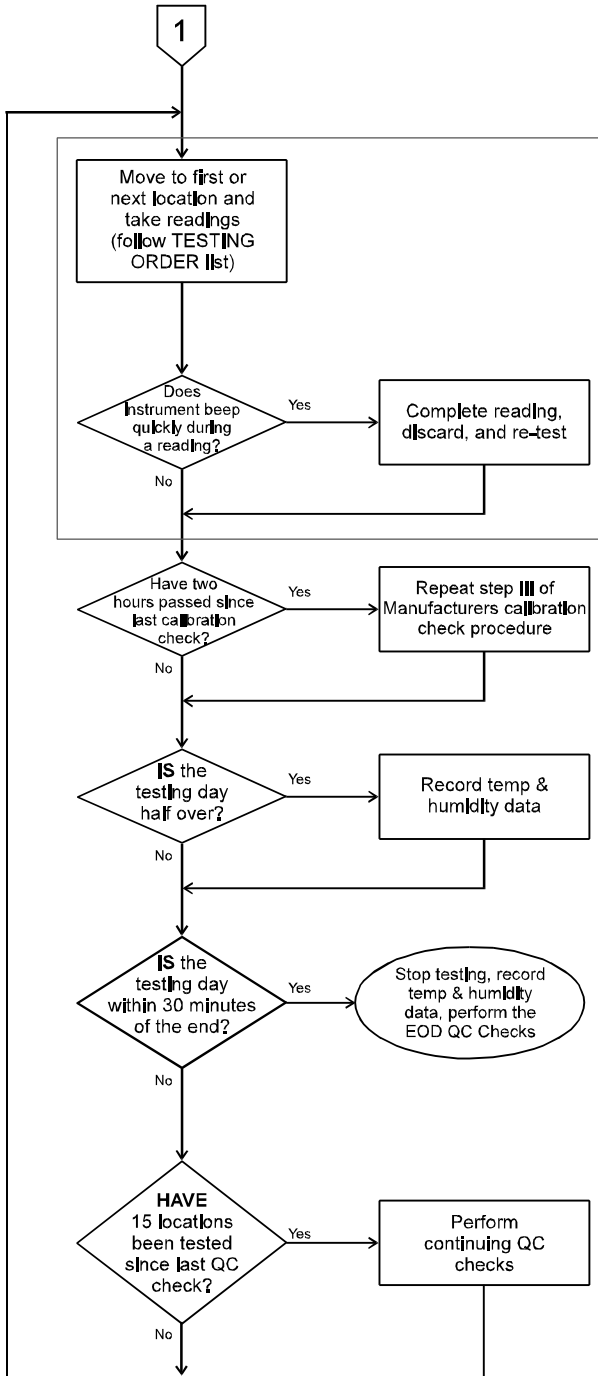 1
Move to first or
next location and
take readings
(follow TESTING
ORDER list)
Does
instrument beep
quickly during
a reading?
Yes
Complete reading,
discard, and re-test
No
Have two
hours passed since
last calibration
check?
Yes
Repeat step III of
Manufacturers calibration
check procedure
No
IS the
testing day
half over?
Yes
Record temp &
humidity data
No
IS the
testing day
within 30 minutes
of the end?
Yes
Stop testing, record
temp & humidity
data, perform the
EOD QC Checks
No
HAVE
15 locations
been tested
since last QC
check?
Yes
Perform
continuing QC
checks
No